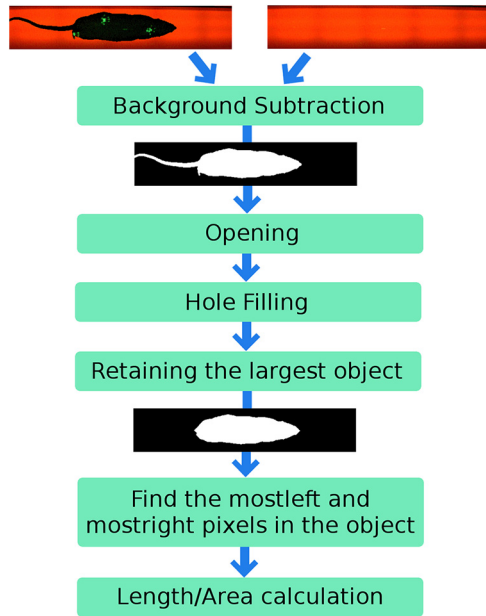 Background Subtraction
Opening
Hole Filling
Retaining the largest object
Find the mostleft and
mostright pixels in the object
Length/Area calculation